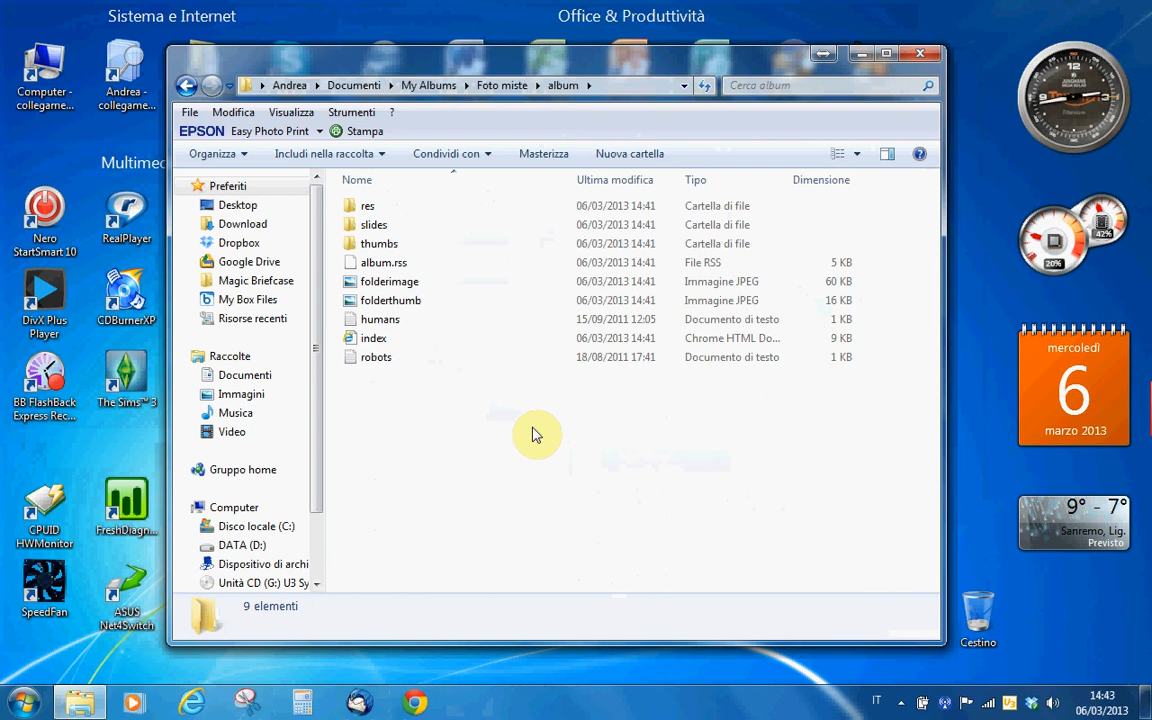 Sistema e Internet
Office & Produttività
Computer - collegame...
Andrea - collegame...
Multimed
Nero StartSmart 10
RealPlayer
DivX Plus Player
CDBurnerXP
BB FlashBack Express Rec...
The Sims™ 3
CPUID HWMonitor
FreshDiagn...
SpeedFan
ASUS Net4Switch
Andrea
Documenti
My Albums
Foto miste
album
Cerca album
File
Modifica
Visualizza
Strumenti
?
EPSON Easy Photo Print
Stampa
Organizza
Includi nella raccolta
Condividi con
Masterizza
Nuova cartella
Preferiti
Desktop
Download
Dropbox
Google Drive
Magic Briefcase
My Box Files
Risorse recenti
Raccolte
Documenti
Immagini
Musica
Video
Gruppo home
Computer
Disco locale (C:)
DATA (D:)
Dispositivo di archi
Unità CD (G:) U3 Sy
Nome Ultima modifica Tipo Dimensione
res 06/03/2013 14:41 Cartella di file
slides 06/03/2013 14:41 Cartella di file
thumbs 06/03/2013 14:41 Cartella di file
album.rss 06/03/2013 14:41 File RSS 5 KB
folderimage 06/03/2013 14:41 Immagine JPEG 60 KB
folderthumb 06/03/2013 14:41 Immagine JPEG 16 KB
humans 15/09/2011 12:05 Documento di testo 1 KB
index 06/03/2013 14:41 Chrome HTML Do... 9 KB
robots 18/08/2011 17:41 Documento di testo 1 KB
9 elementi
12
3
9
20%
42%
mercoledì
6
marzo 2013
9° - 7°
Sanremo, Lig.
Previsto
Cestino
IT
14:43
06/03/2013